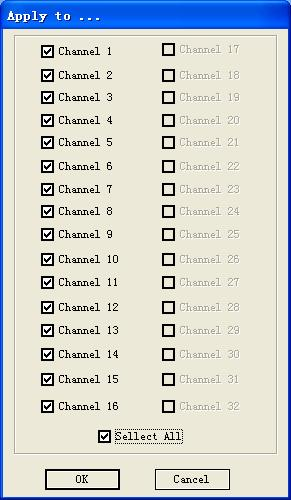 Apply to ...
Channel 1 Channel 17
Channel 2 Channel 18
Channel 3 Channel 19
Channel 4 Channel 20
Channel 5 Channel 21
Channel 6 Channel 22
Channel 7 Channel 23
Channel 8 Channel 24
Channel 9 Channel 25
Channel 10 Channel 26
Channel 11 Channel 27
Channel 12 Channel 28
Channel 13 Channel 29
Channel 14 Channel 30
Channel 15 Channel 31
Channel 16 Channel 32
Sellect All
OK Cancel